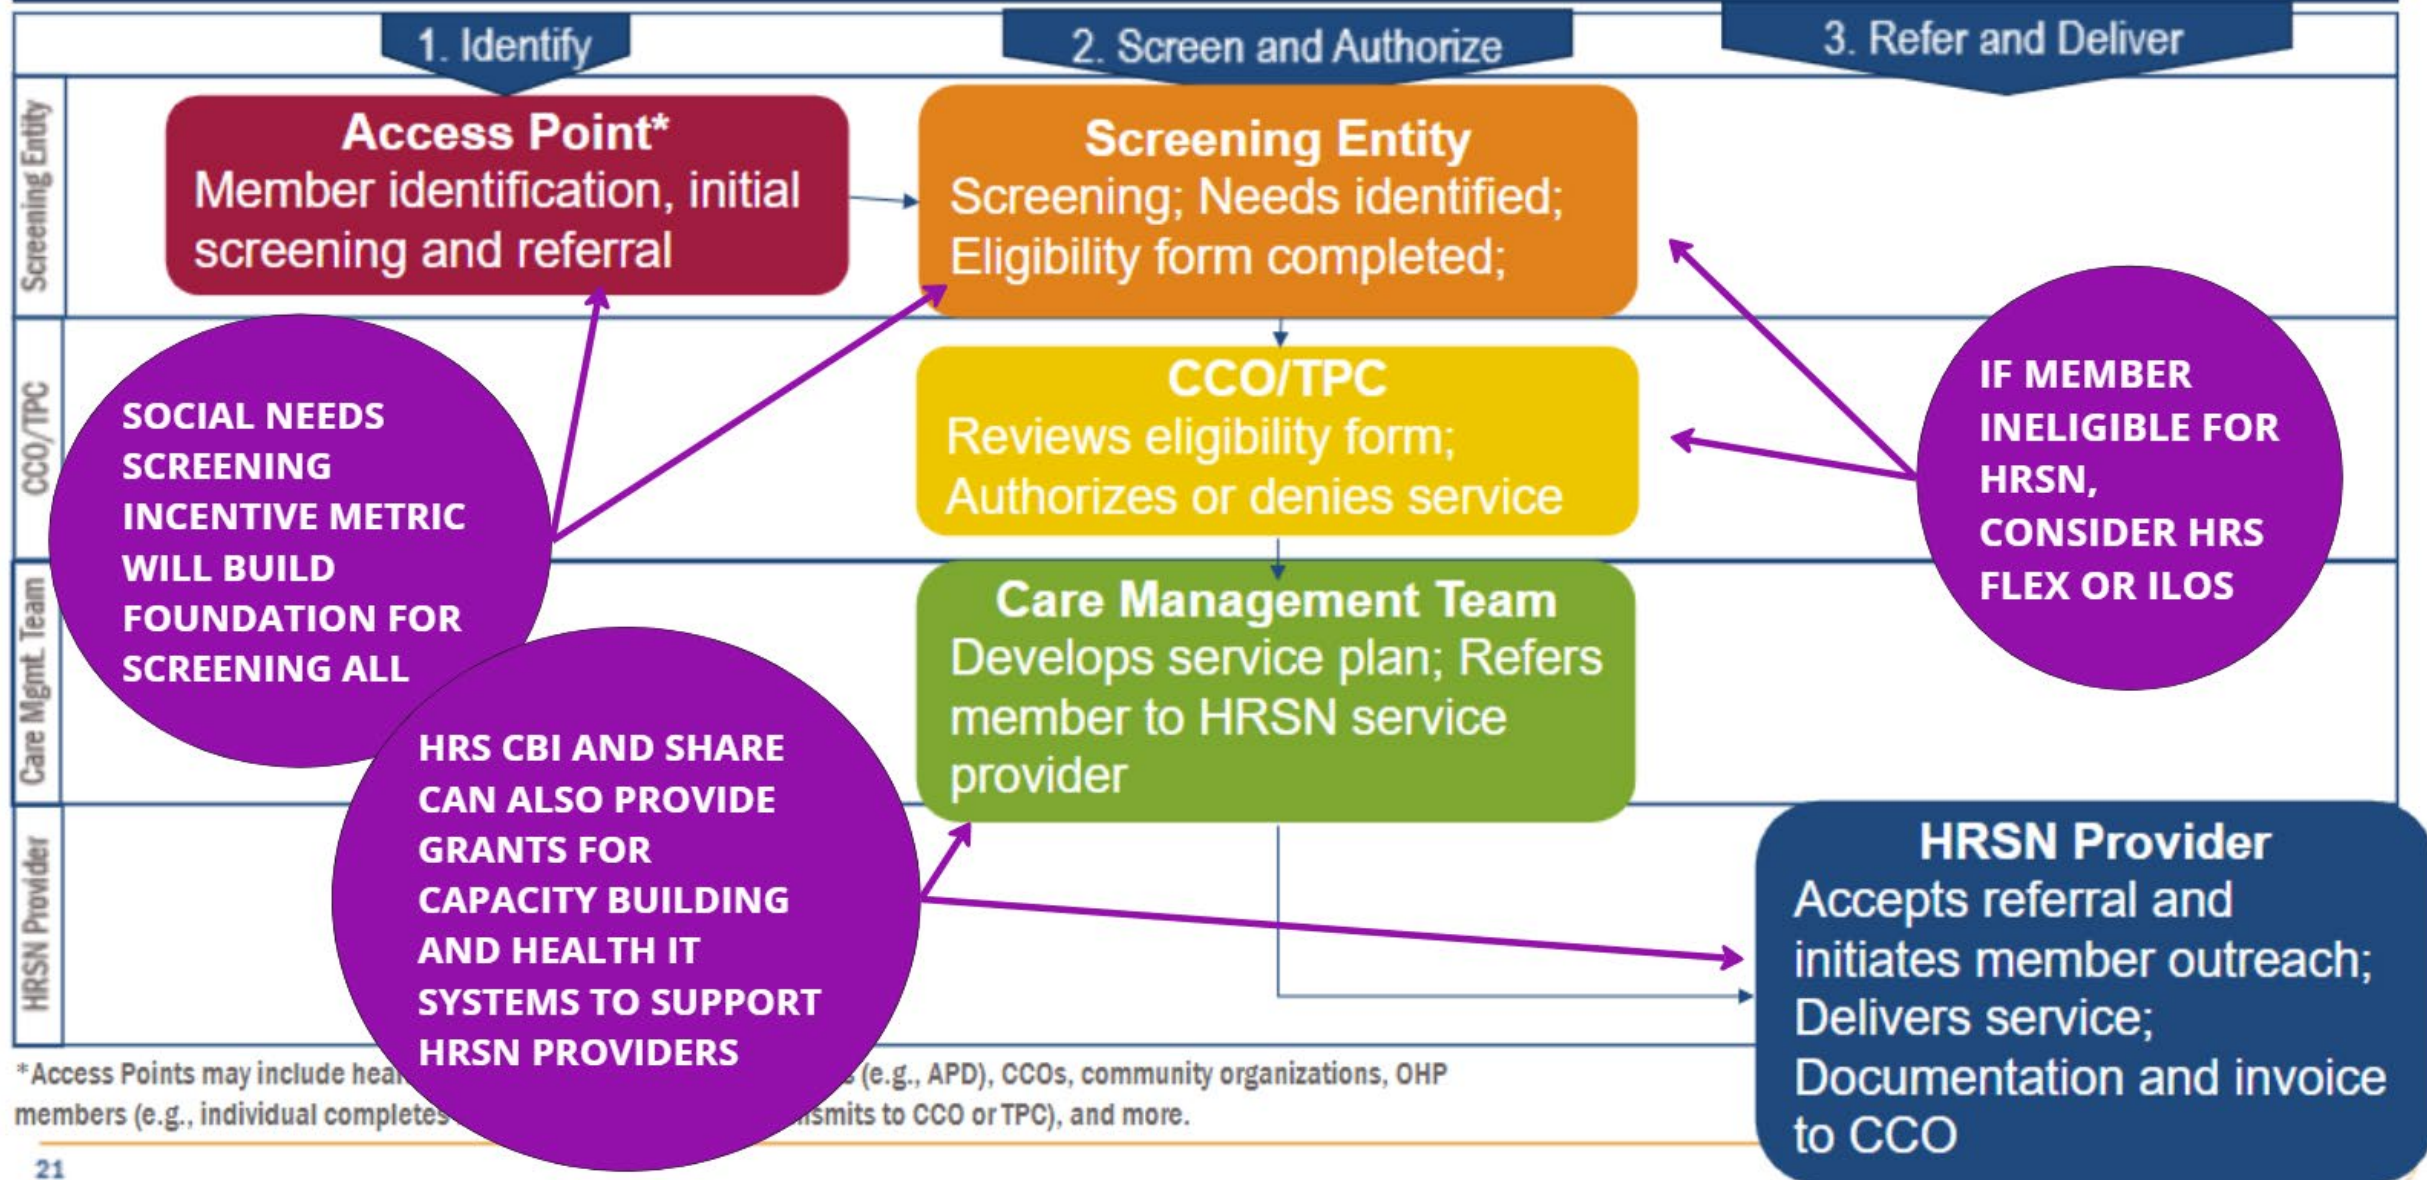 1. Identify
2. Screen and Authorize
3. Refer and Deliver
Screening Entity
Access Point*
Member identification, initial
screening and referral
Screening Entity
Screening; Needs identified;
Eligibility form completed;
CCO/TPC
SOCIAL NEEDS
SCREENING
INCENTIVE METRIC
WILL BUILD
FOUNDATION FOR
SCREENING ALL
CCO/TPC
Reviews eligibility form;
Authorizes or denies service
IF MEMBER
INELIGIBLE FOR
HRSN,
CONSIDER HRS
FLEX OR ILOS
Care Mgmt. Team
Care Management Team
Develops service plan; Refers
member to HRSN service
provider
HRSN Provider
HRS CBI AND SHARE
CAN ALSO PROVIDE
GRANTS FOR
CAPACITY BUILDING
AND HEALTH IT
SYSTEMS TO SUPPORT
HRSN PROVIDERS
HRSN Provider
Accepts referral and
initiates member outreach;
Delivers service;
Documentation and invoice
to CCO
*Access Points may include (e.g., APD), CCOs, community organizations, OHP
members (e.g., individual completes to CCO or TPC), and more.
21